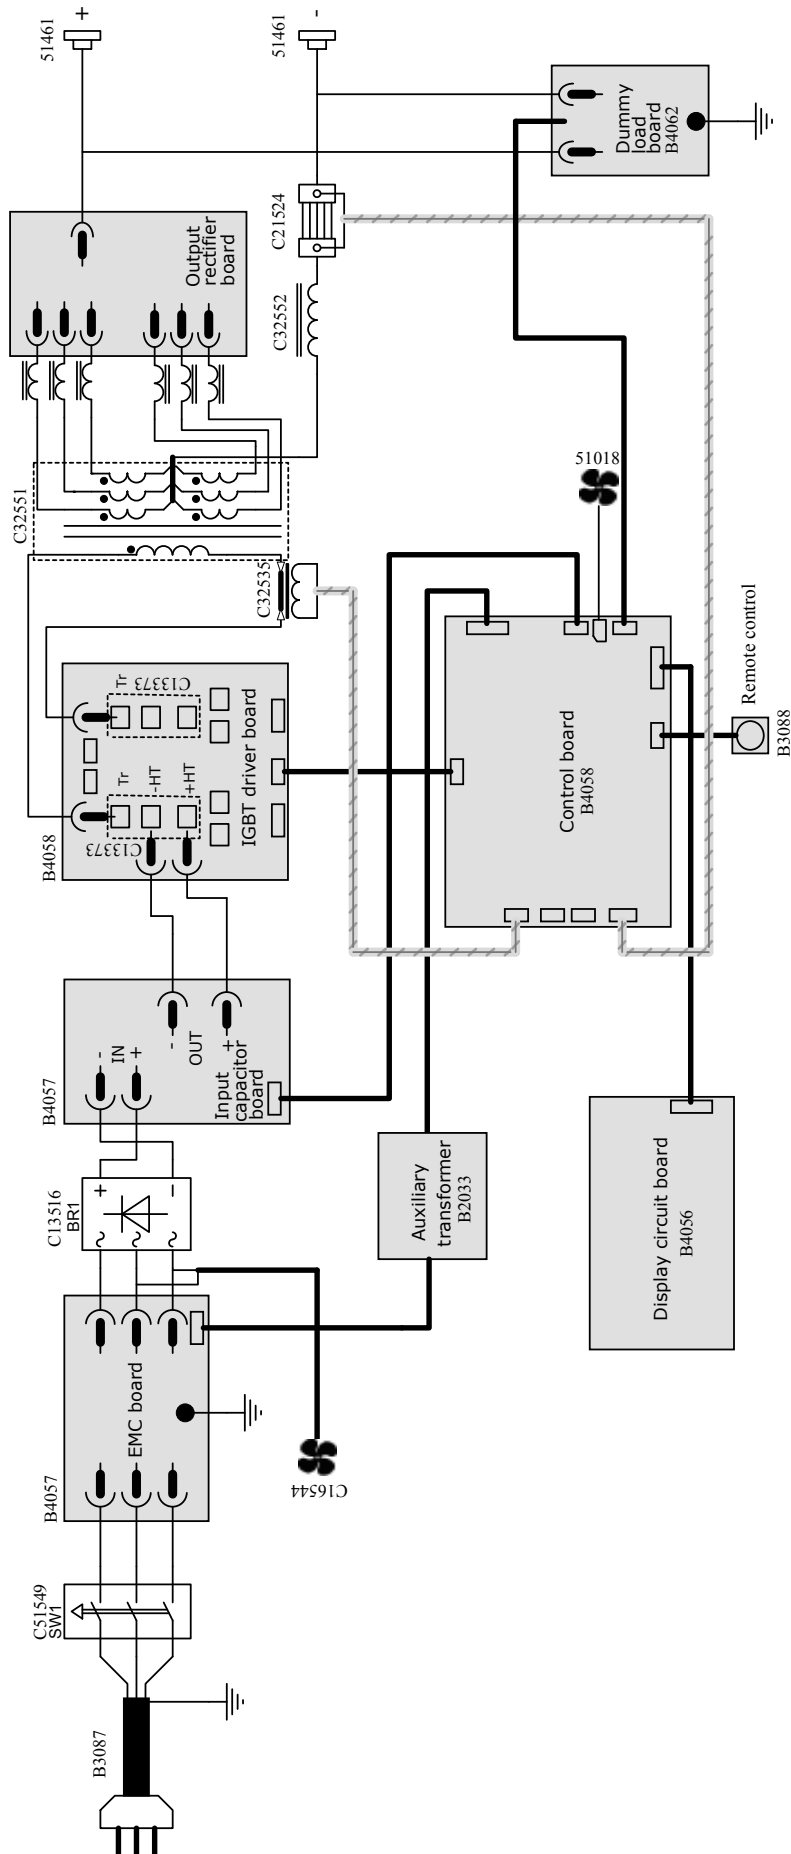 +
51461
-
51461
Dummy
load
board
B4062
C21524
Output
rectifier
board
C32552
C32551
51018
C32535
Remote control
B3088
Control board
B4058
B4058
C13373
Tr
C13373
Tr
-HT
+HT
IGBT driver board
B4057
-
IN
+
-
OUT
+
Input
capacitor
board
C13516
BR1
+
-
Auxiliary
transformer
B2033
Display circuit board
B4056
B4057
EMC board
C16544
C51549
SW1
B3087